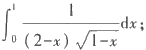 ∫₀¹ 1/((2-x)√(1-x)) dx;